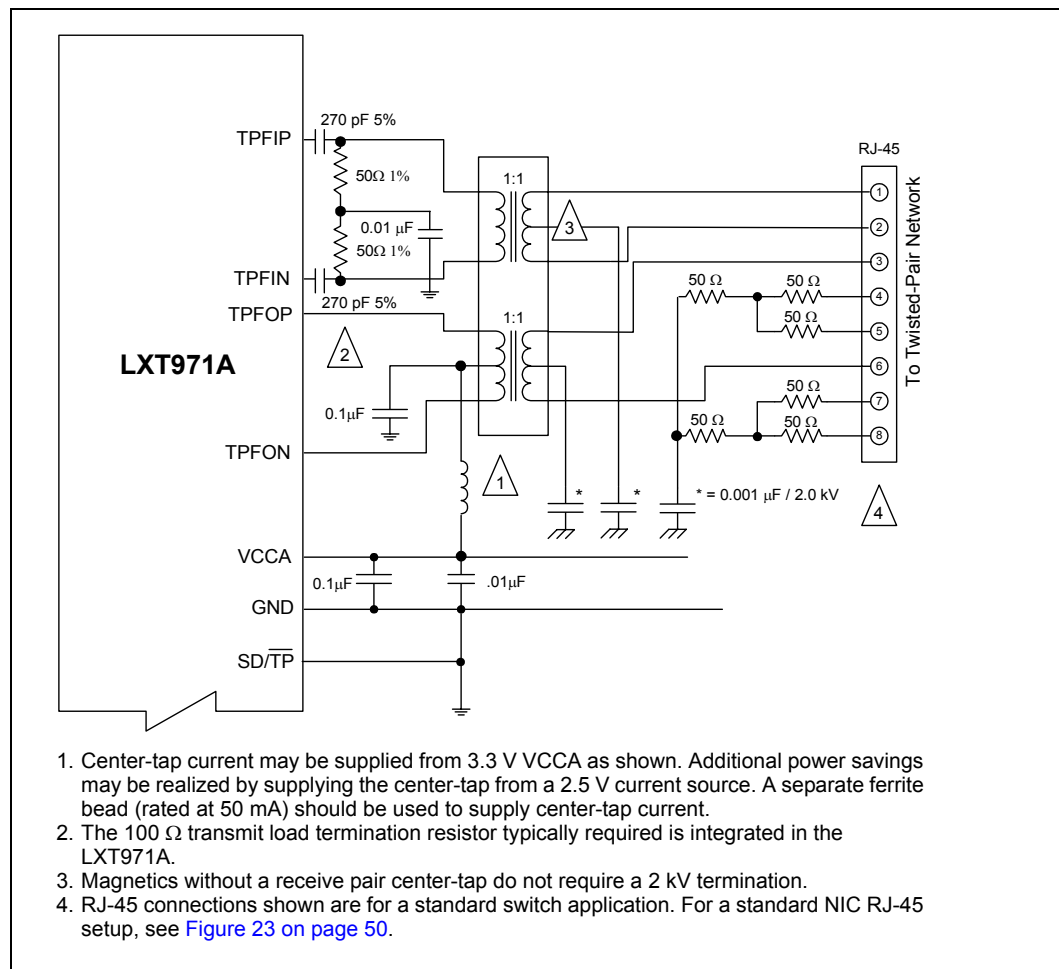 270 pF 5%
TPFIP
50Ω 1%
0.01 μF
50Ω 1%
TPFIN
270 pF 5%
TPFOP
LXT971A
0.1μF
TPFON
VCCA
0.1μF
.01μF
GND
SD/T̅P̅
1:1
1:1
2
3
1
RJ-45
1
2
3
4
5
6
7
8
50 Ω
50 Ω
50 Ω
50 Ω
50 Ω
50 Ω
To Twisted-Pair Network
*
*
* = 0.001 μF / 2.0 kV
4
1. Center-tap current may be supplied from 3.3 V VCCA as shown. Additional power savings
may be realized by supplying the center-tap from a 2.5 V current source. A separate ferrite
bead (rated at 50 mA) should be used to supply center-tap current.
2. The 100 Ω transmit load termination resistor typically required is integrated in the
LXT971A.
3. Magnetics without a receive pair center-tap do not require a 2 kV termination.
4. RJ-45 connections shown are for a standard switch application. For a standard NIC RJ-45
setup, see Figure 23 on page 50.